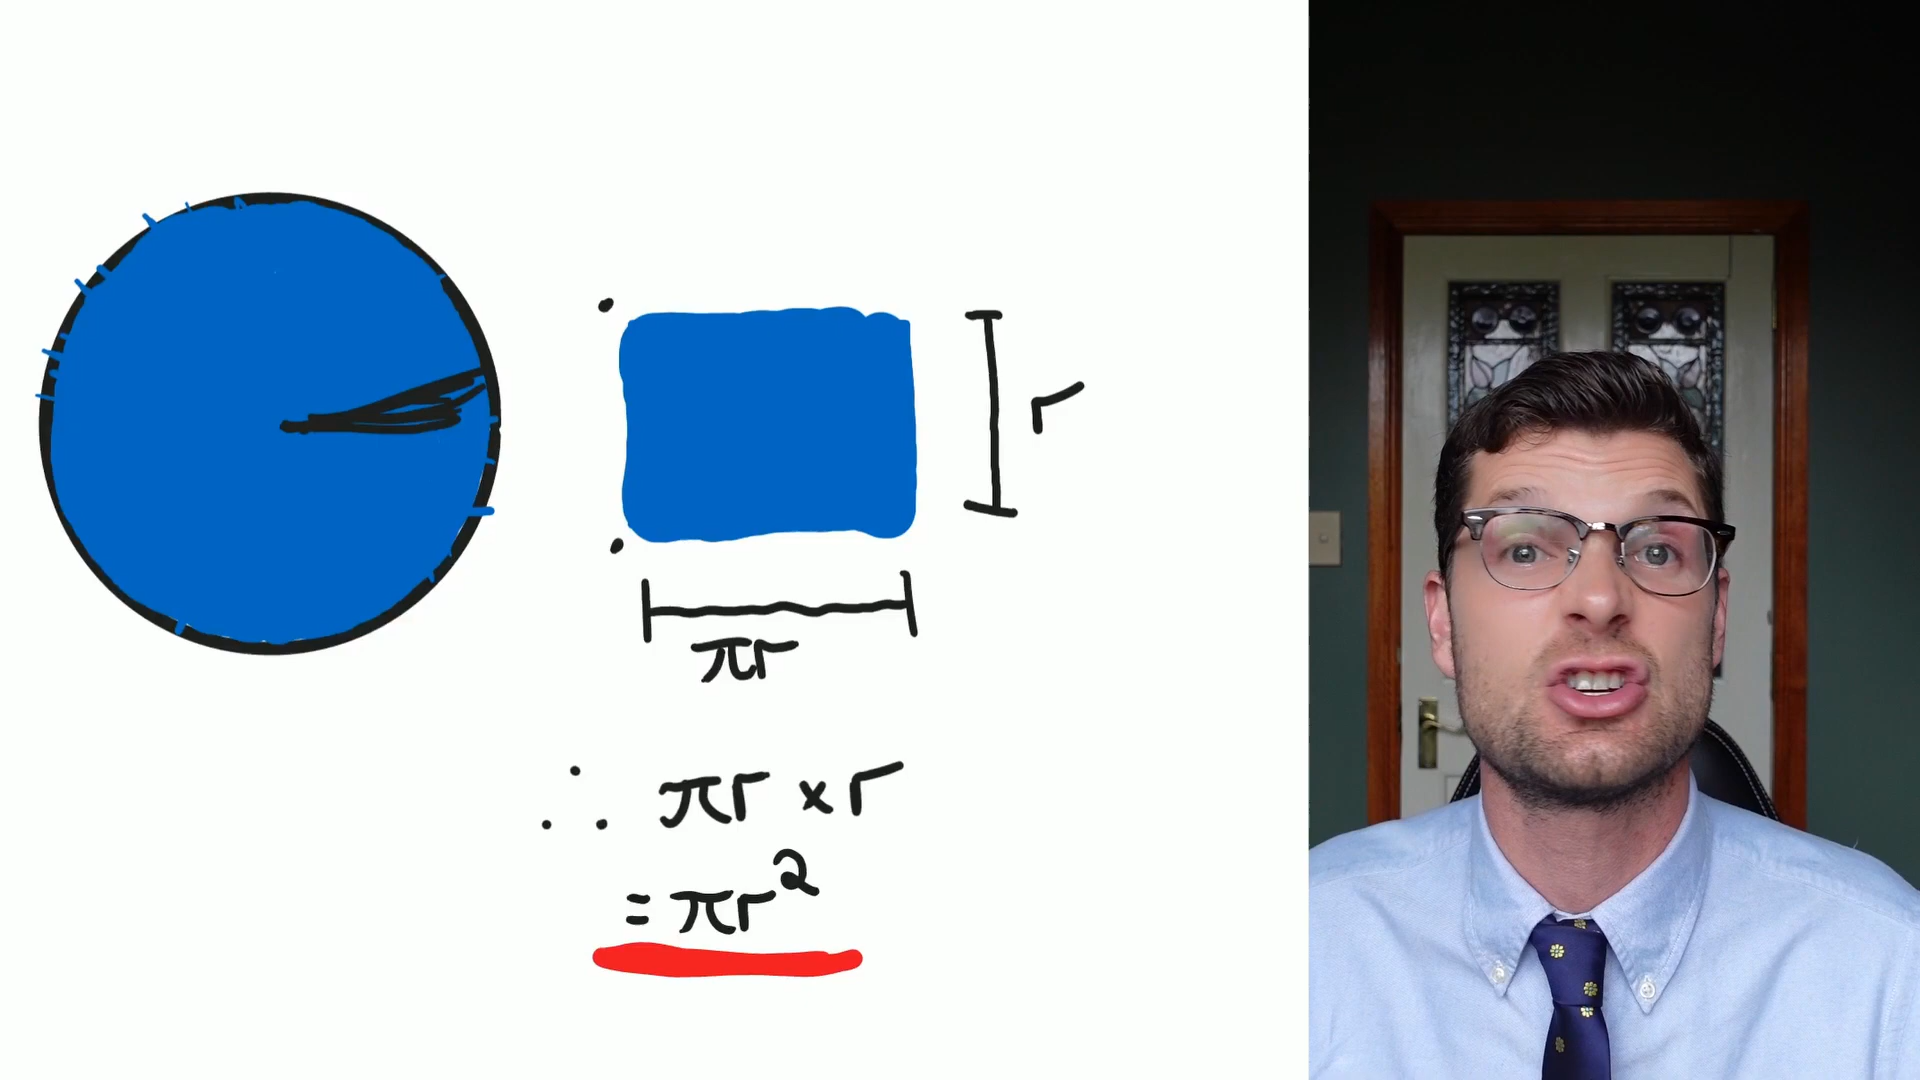 r
πr
∴ πr × r
= πr²